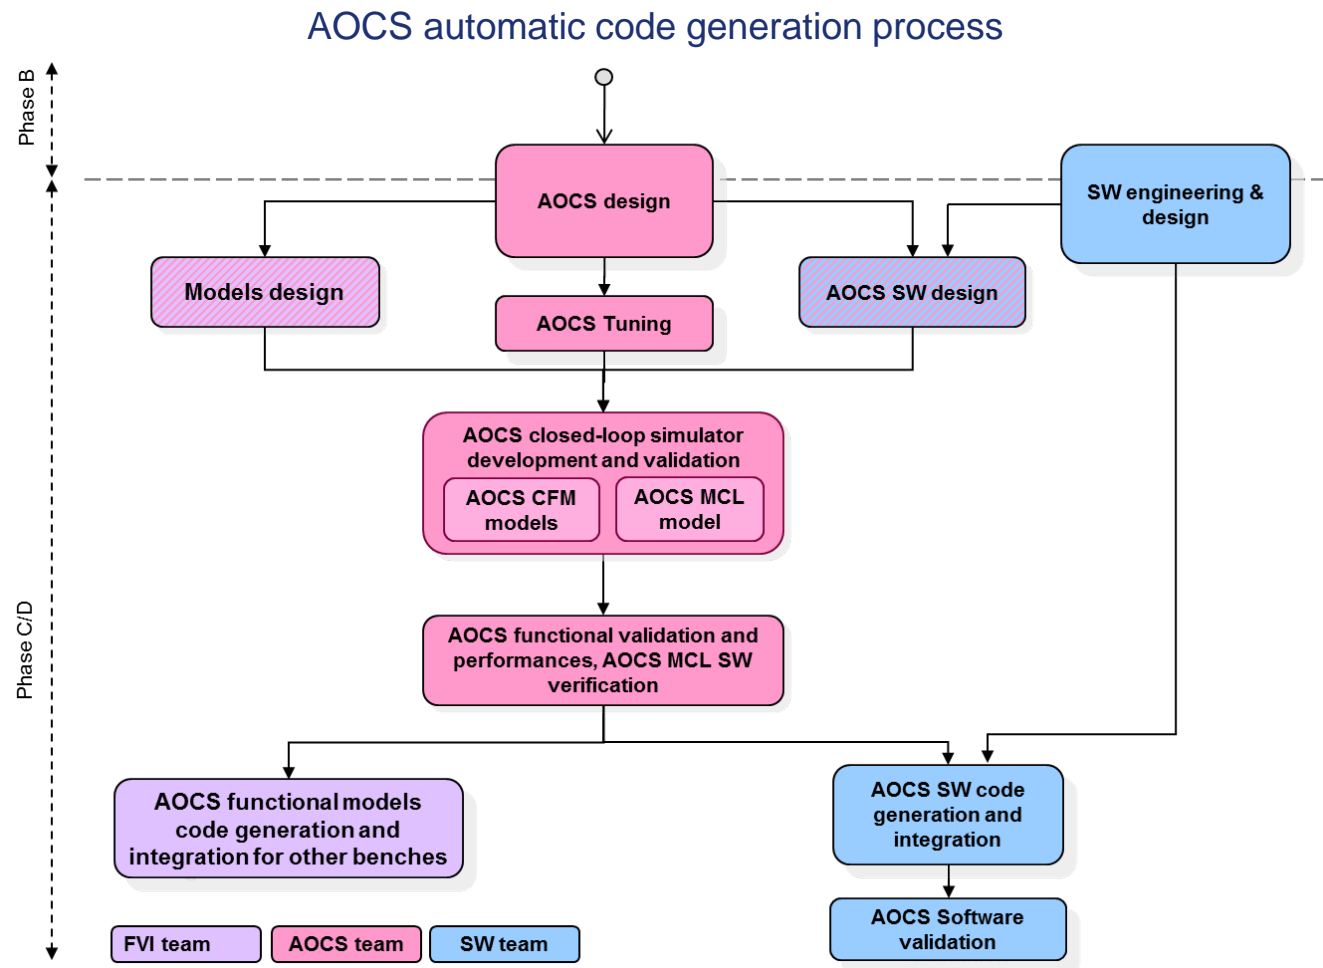 AOCS automatic code generation process
Phase B
AOCS design
SW engineering &
design
Models design
AOCS SW design
AOCS Tuning
AOCS closed-loop simulator
development and validation
AOCS CFM
models
AOCS MCL
model
Phase C/D
AOCS functional validation and
performances, AOCS MCL SW
verification
AOCS functional models
code generation and
integration for other benches
AOCS SW code
generation and
integration
AOCS Software
validation
FVI team
AOCS team
SW team